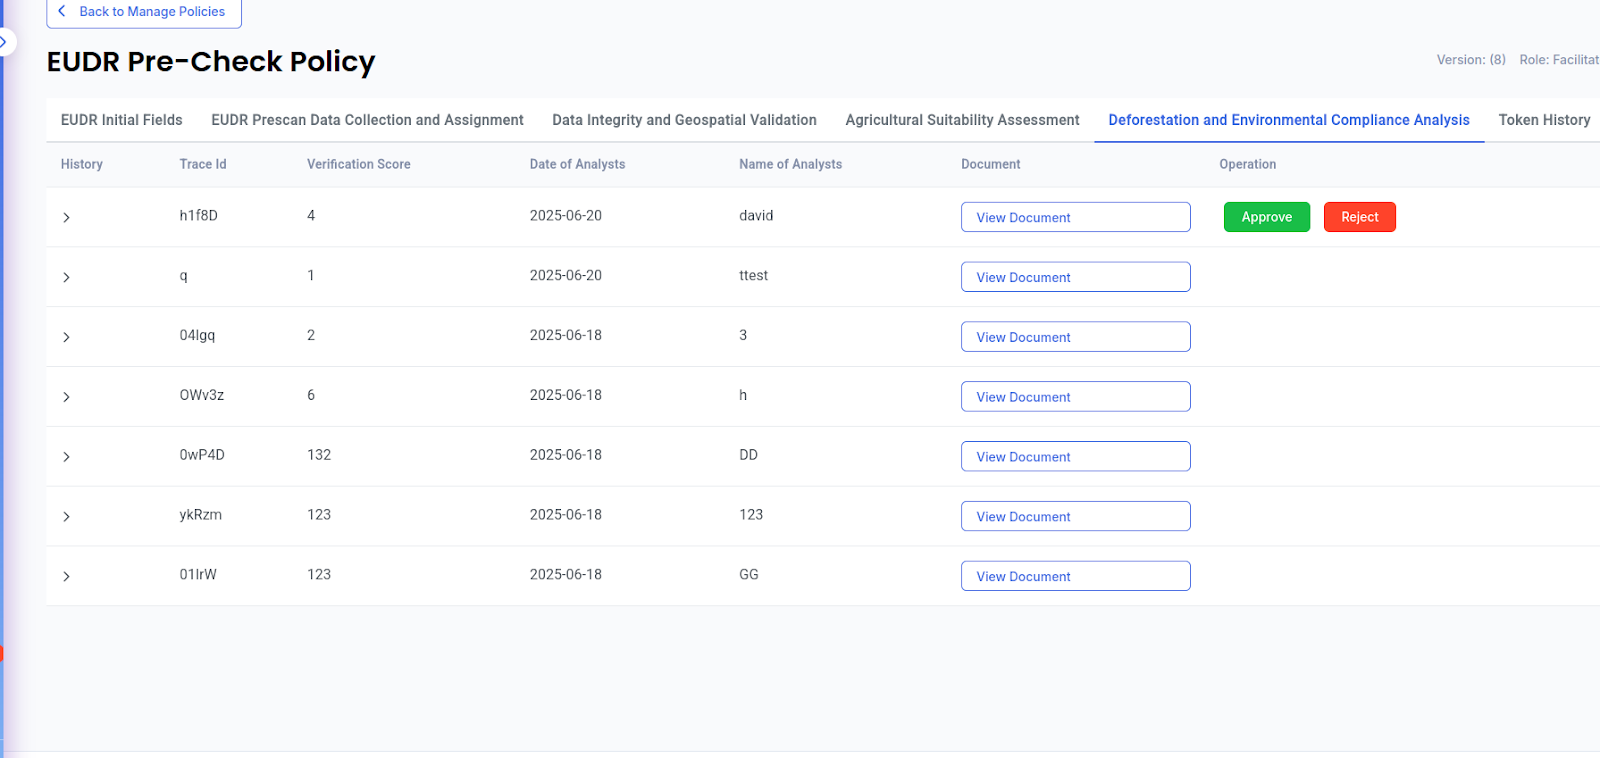 Back to Manage Policies
EUDR Pre-Check Policy
Version: (8) Role: Facilitat
EUDR Initial Fields EUDR Prescan Data Collection and Assignment Data Integrity and Geospatial Validation Agricultural Suitability Assessment Deforestation and Environmental Compliance Analysis Token History
History Trace Id Verification Score Date of Analysts Name of Analysts Document Operation
h1f8D 4 2025-06-20 david View Document Approve Reject
q 1 2025-06-20 ttest View Document
04lgq 2 2025-06-18 3 View Document
OWv3z 6 2025-06-18 h View Document
0wP4D 132 2025-06-18 DD View Document
ykRzm 123 2025-06-18 123 View Document
01lrW 123 2025-06-18 GG View Document